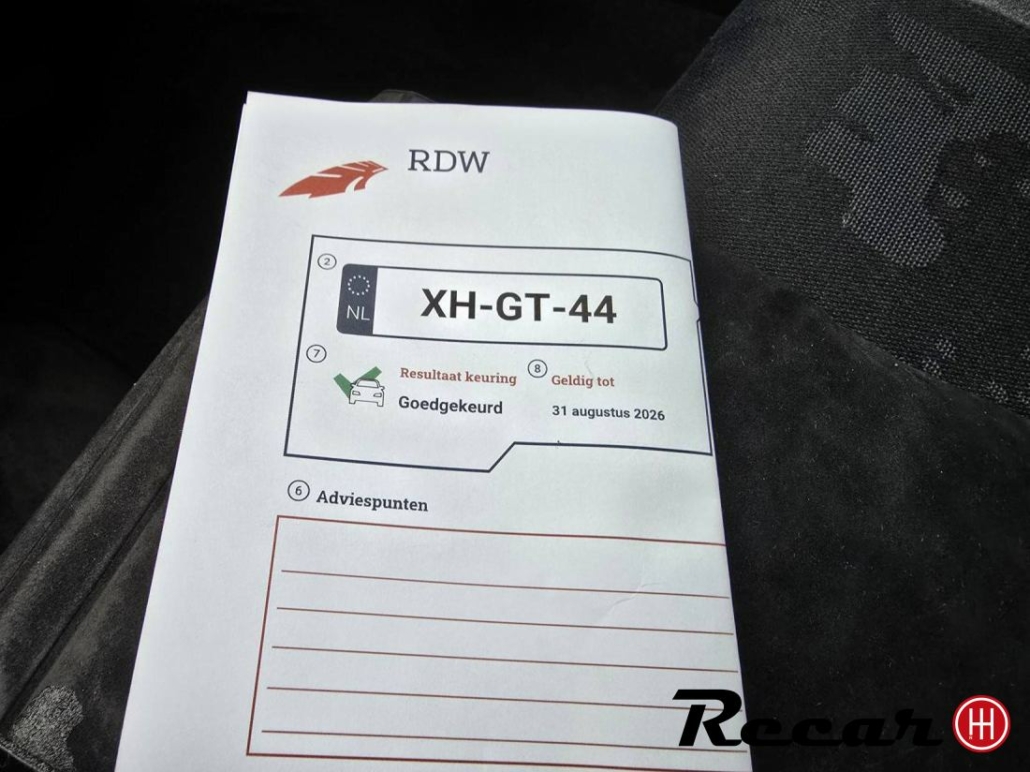 RDW
2
NL
XH-GT-44
7
Resultaat keuring
Goedgekeurd
8
Geldig tot
31 augustus 2026
6 Adviespunten
Recar H